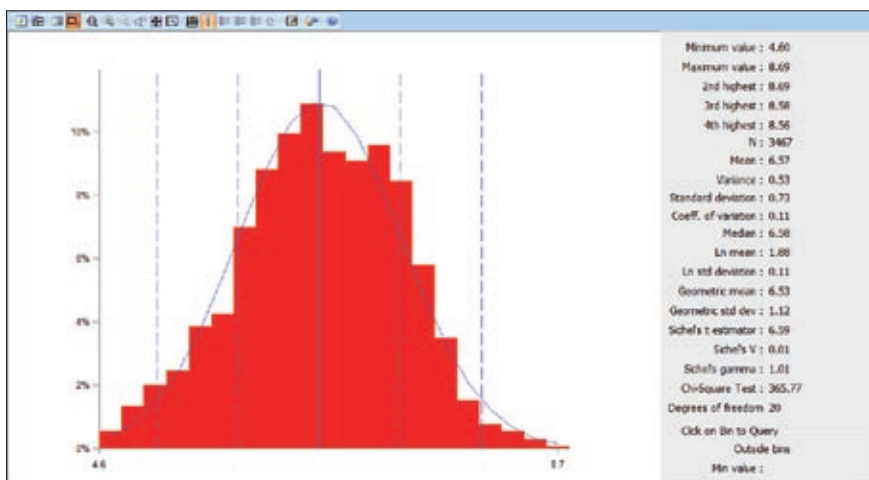 Minimum value : 4.60
Maximum value : 8.69
2nd highest : 8.69
3rd highest : 8.58
4th highest : 8.56
N : 3467
Mean : 6.57
Variance : 0.53
Standard deviation : 0.73
Coeff. of variation : 0.11
Median : 6.58
Ln mean : 1.88
Ln std deviation : 0.11
Geometric mean : 6.53
Geometric std dev : 1.12
Sichel's t estimator : 6.59
Sichel's V : 0.01
Sichel's gamma : 1.01
Chi-Square Test : 365.77
Degrees of freedom 20
Click on Bin to Query
Outside bins
Min value :
10%
8%
6%
4%
2%
0%
4.6
8.7